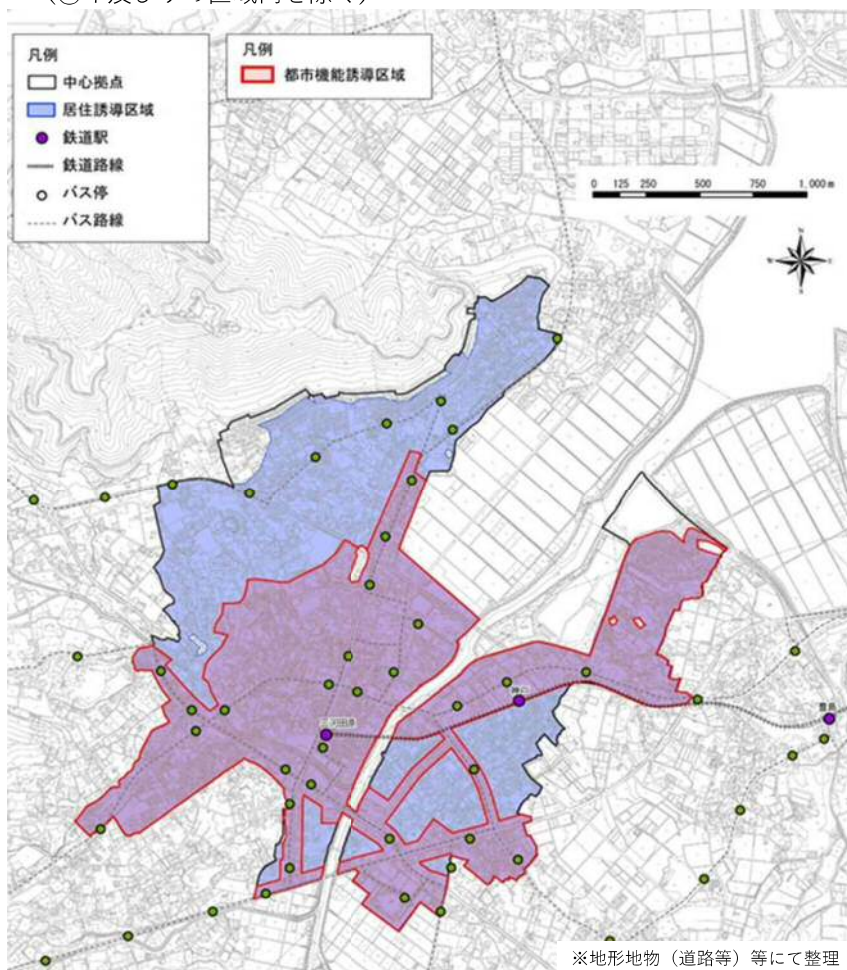 凡例
中心拠点
居住誘導区域
鉄道駅
鉄道路線
バス停
バス路線
凡例
都市機能誘導区域
0 125 250 500 750 1,000 m
N
W E
S
三河田原
神戸
豊島
※地形地物（道路等）等にて整理